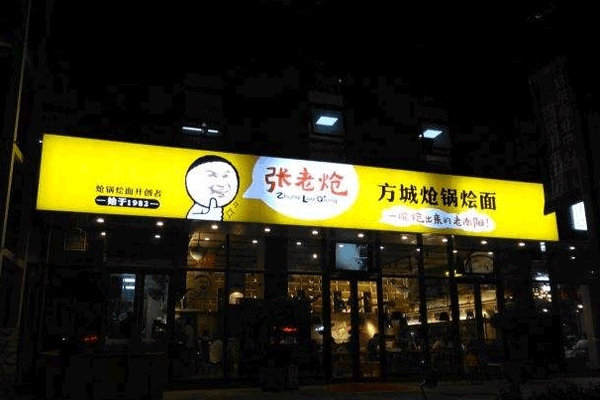 炝锅烩面开创者
始于1982
张老炝
Zhang Lao Qiang
方城炝锅烩面
一碗炝出来的老南阳!